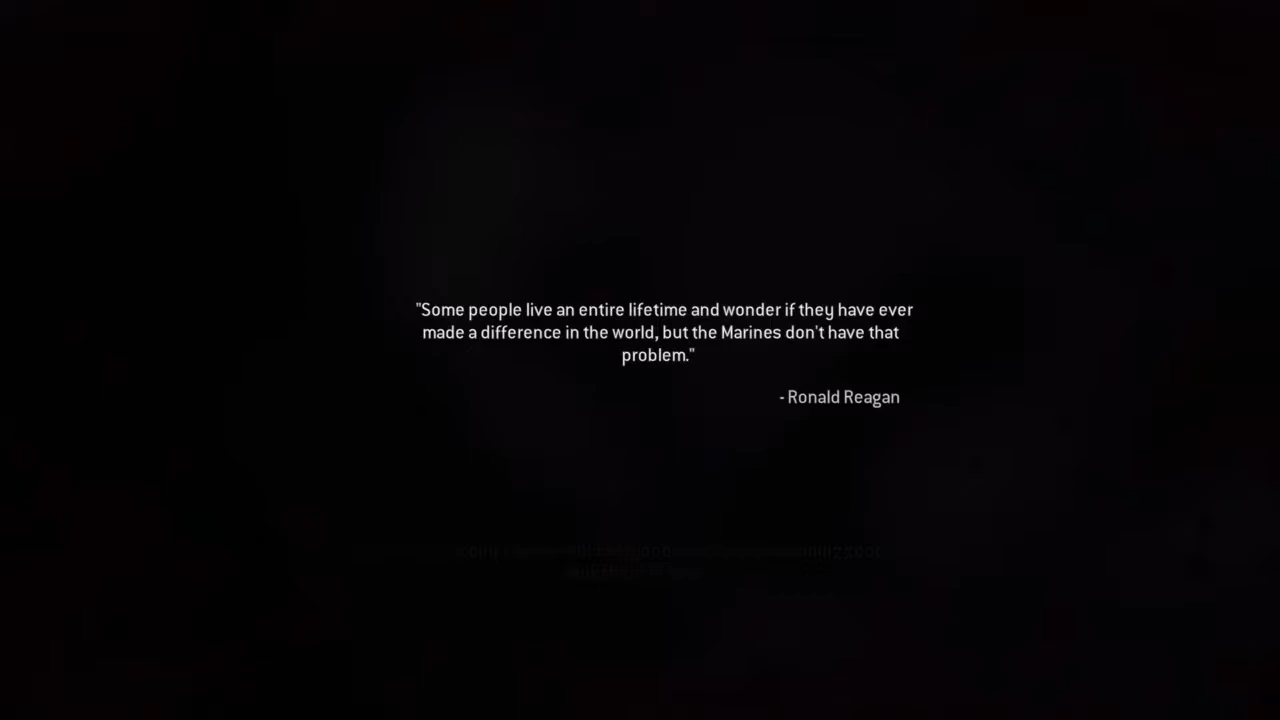 "Some people live an entire lifetime and wonder if they have ever
made a difference in the world, but the Marines don't have that
problem."
- Ronald Reagan